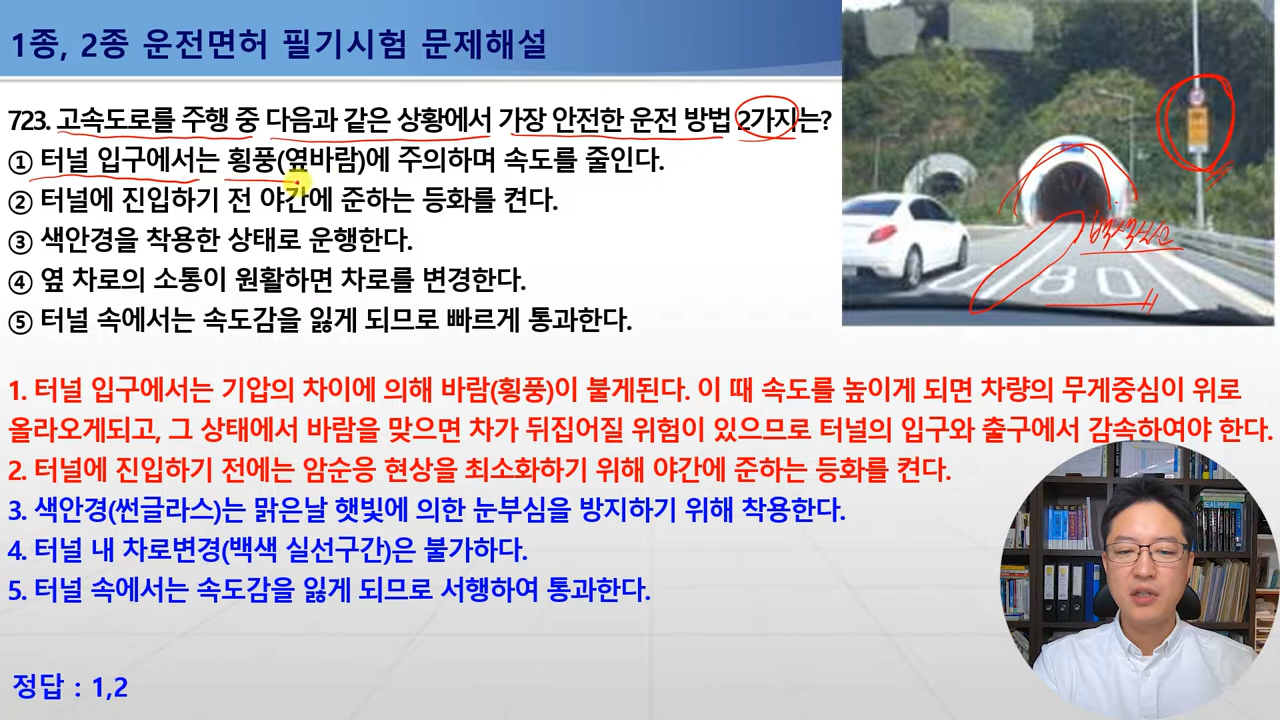 1종, 2종 운전면허 필기시험 문제해설
723. 고속도로를 주행 중 다음과 같은 상황에서 가장 안전한 운전 방법 2가지는?
① 터널 입구에서는 횡풍(옆바람)에 주의하며 속도를 줄인다.
② 터널에 진입하기 전 야간에 준하는 등화를 켠다.
③ 색안경을 착용한 상태로 운행한다.
④ 옆 차로의 소통이 원활하면 차로를 변경한다.
⑤ 터널 속에서는 속도감을 잃게 되므로 빠르게 통과한다.
백색실선
180
1. 터널 입구에서는 기압의 차이에 의해 바람(횡풍)이 불게된다. 이 때 속도를 높이게 되면 차량의 무게중심이 위로
올라오게되고, 그 상태에서 바람을 맞으면 차가 뒤집어질 위험이 있으므로 터널의 입구와 출구에서 감속하여야 한다.
2. 터널에 진입하기 전에는 암순응 현상을 최소화하기 위해 야간에 준하는 등화를 켠다.
3. 색안경(썬글라스)는 맑은날 햇빛에 의한 눈부심을 방지하기 위해 착용한다.
4. 터널 내 차로변경(백색 실선구간)은 불가하다.
5. 터널 속에서는 속도감을 잃게 되므로 서행하여 통과한다.
정답 : 1,2